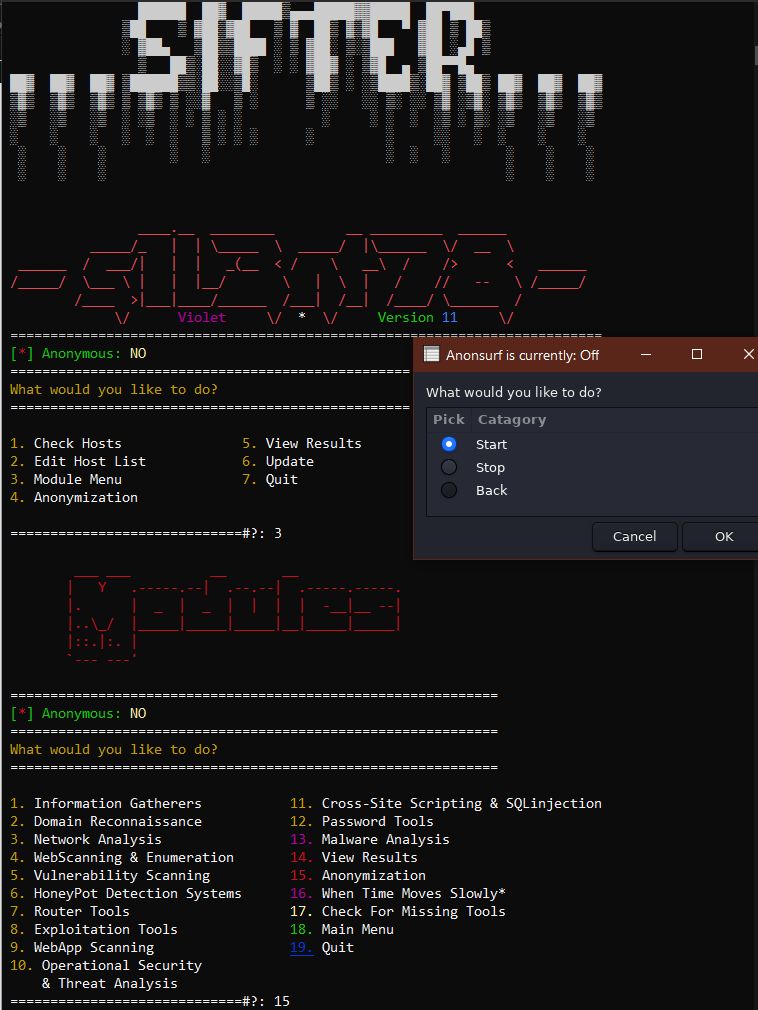 Violet * Version 11
[*] Anonymous: NO
What would you like to do?
1. Check Hosts 5. View Results
2. Edit Host List 6. Update
3. Module Menu 7. Quit
4. Anonymization
#?: 3
Modules
[*] Anonymous: NO
What would you like to do?
1. Information Gatherers 11. Cross-Site Scripting & SQLinjection
2. Domain Reconnaissance 12. Password Tools
3. Network Analysis 13. Malware Analysis
4. WebScanning & Enumeration 14. View Results
5. Vulnerability Scanning 15. Anonymization
6. HoneyPot Detection Systems 16. When Time Moves Slowly*
7. Router Tools 17. Check For Missing Tools
8. Exploitation Tools 18. Main Menu
9. WebApp Scanning 19. Quit
10. Operational Security
& Threat Analysis
#?: 15
Anonsurf is currently: Off
What would you like to do?
Pick Catagory
Start
Stop
Back
Cancel OK